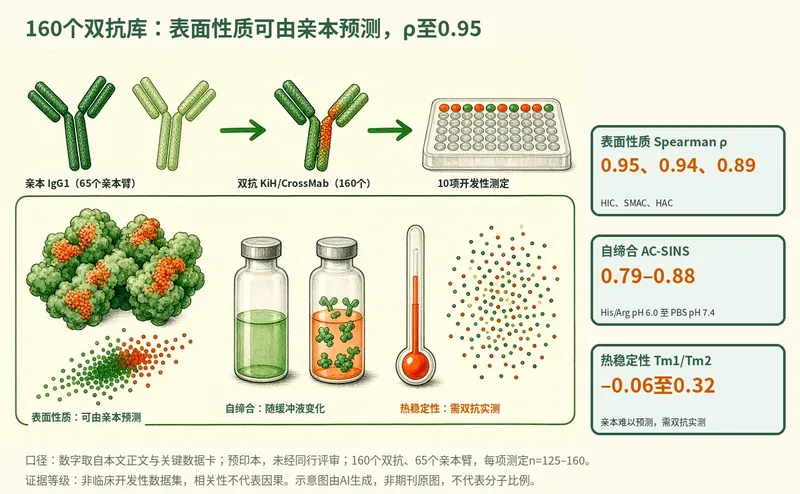 160个双抗库：表面性质可由亲本预测，ρ至0.95
亲本 IgG1（65个亲本臂）
双抗 KiH/CrossMab（160个）
10项开发性测定
表面性质：可由亲本预测
自缔合：随缓冲液变化
热稳定性：需双抗实测
表面性质 Spearman ρ
0.95、0.94、0.89
HIC、SMAC、HAC
自缔合 AC-SINS
0.79–0.88
His/Arg pH 6.0 至 PBS pH 7.4
热稳定性 Tm1/Tm2
–0.06至0.32
亲本难以预测，需双抗实测
口径：数字取自本文正文与关键数据卡；预印本，未经同行评审；160个双抗、65个亲本臂，每项测定n=125–160。
证据等级：非临床开发性数据集，相关性不代表因果。示意图由AI生成，非期刊原图，不代表分子比例。